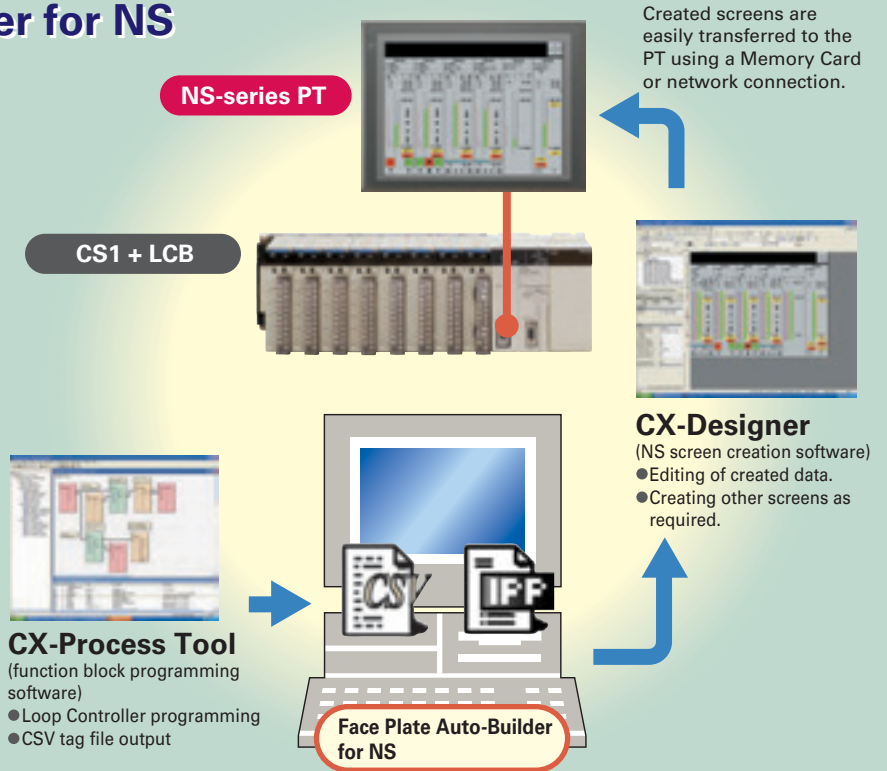 er for NS
Created screens are
easily transferred to the
PT using a Memory Card
or network connection.
NS-series PT
CS1 + LCB
CX-Designer
(NS screen creation software)
●Editing of created data.
●Creating other screens as
required.
CSV
IPP
CX-Process Tool
(function block programming
software)
●Loop Controller programming
●CSV tag file output
Face Plate Auto-Builder
for NS